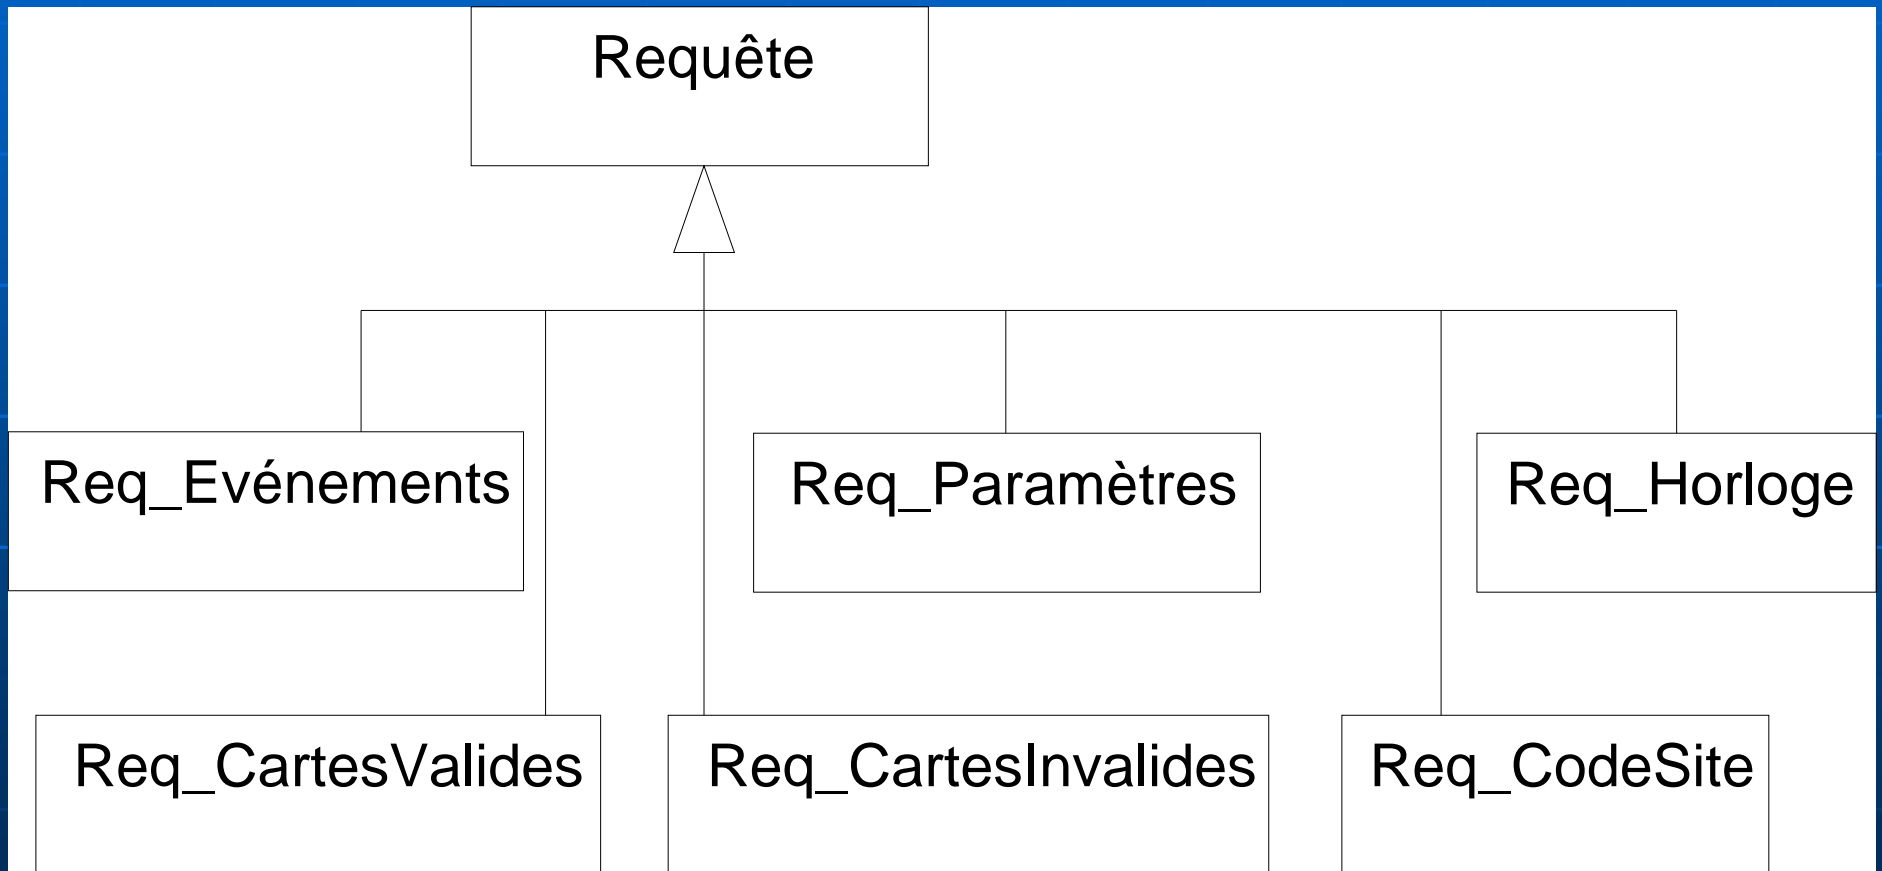 Requête
Req_Evénements
Req_Paramètres
Req_Horloge
Req_CartesValides
Req_CartesInvalides
Req_CodeSite